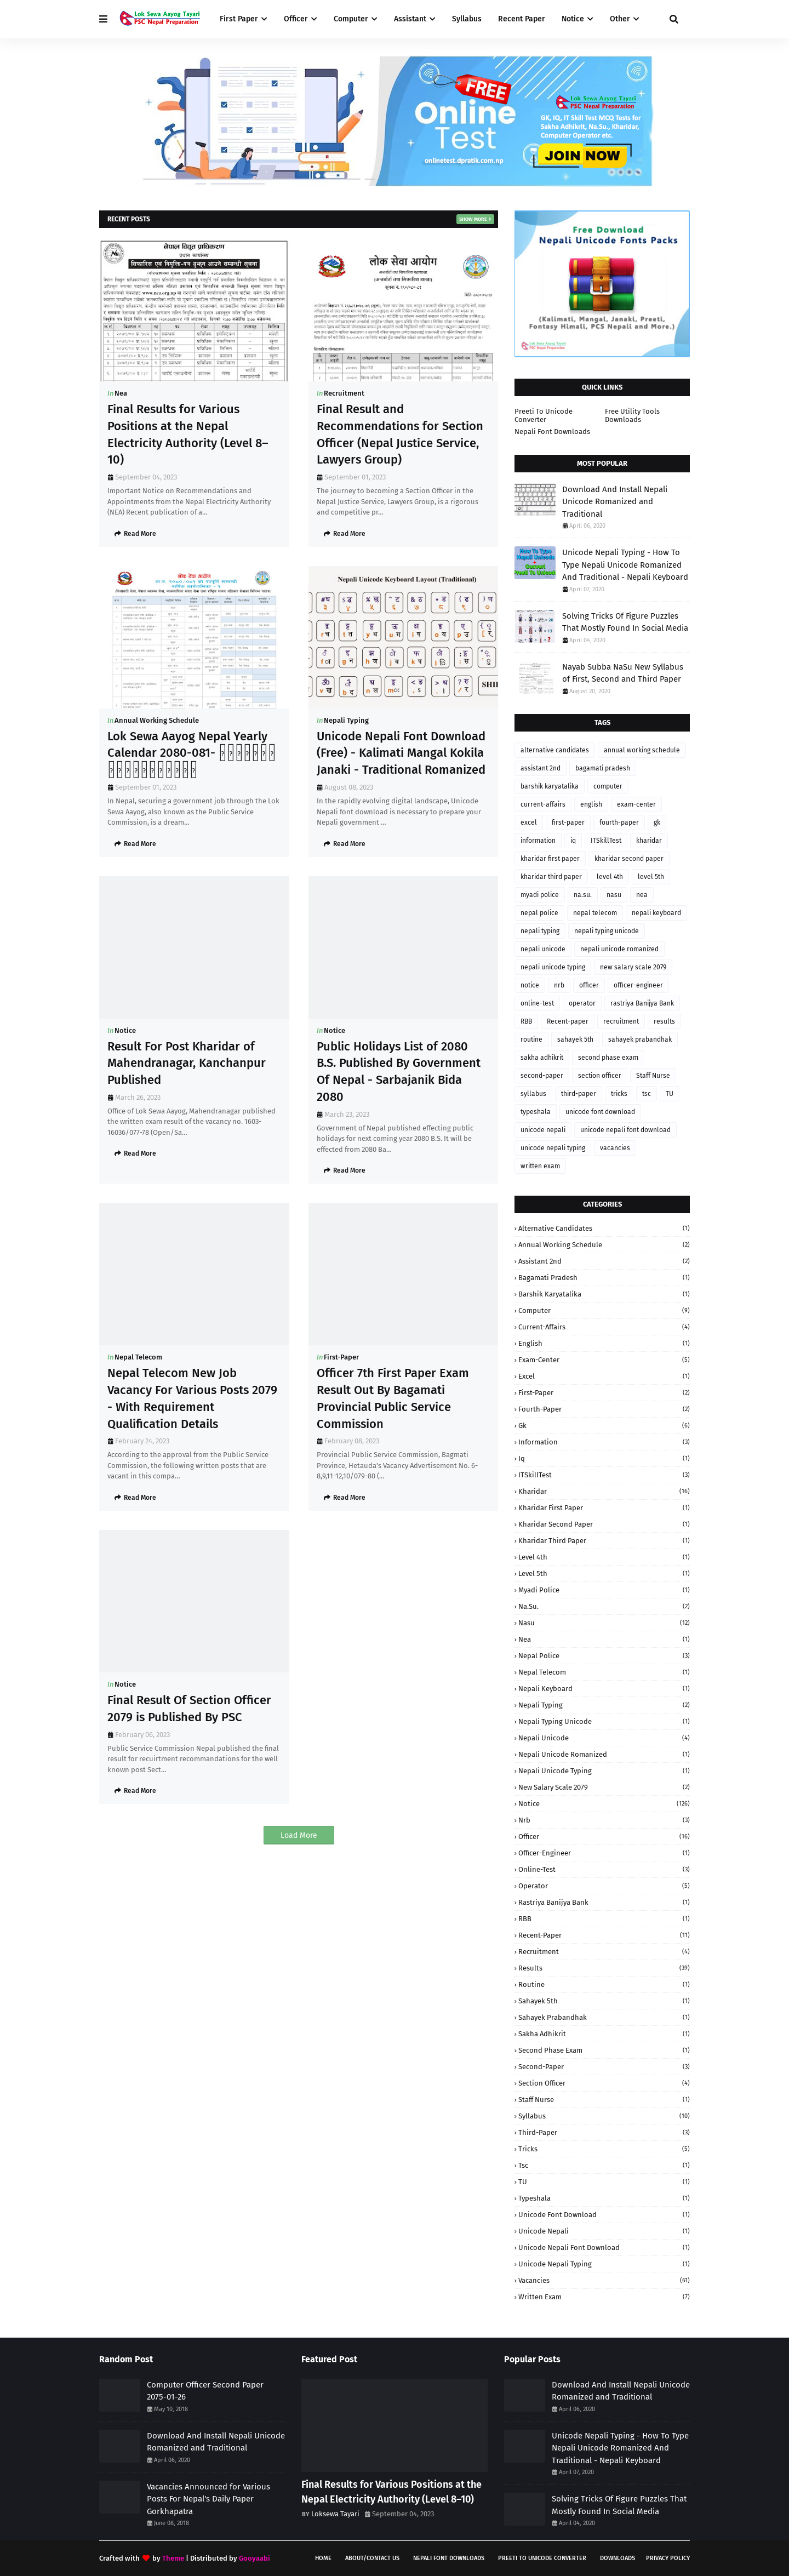 Lok Sewa Aayog Tayari
PSC Nepal Preparation
First Paper
Officer
Computer
Assistant
Syllabus
Recent Paper
Notice
Other
FREE
Online
Test
Lok Sewa Aayog Tayari
PSC Nepal Preparation
GK, IQ, IT Skill Test MCQ Tests for
Sakha Adhikrit, Na.Su, Kharidar,
Computer Operator
JOIN NOW
onlinetest.dpratik.com.np
RECENT POSTS
SHOW MORE
नेपाल विद्युत प्राधिकरण
लोक सेवा आयोग
In Nea
Final Results for Various
Positions at the Nepal
Electricity Authority (Level 8–
10)
September 04, 2023
Important Notice on Recommendations and
Appointments from the Nepal Electricity Authority
(NEA) Recent publication of a...
Read More
In Recruitment
Final Result and
Recommendations for Section
Officer (Nepal Justice Service,
Lawyers Group)
September 01, 2023
The journey to becoming a Section Officer in the
Nepal Justice Service, Lawyers Group, is a rigorous
and competitive pr...
Read More
In Annual Working Schedule
Lok Sewa Aayog Nepal Yearly
Calendar 2080-081-
September 01, 2023
In Nepal, securing a government job through the Lok
Sewa Aayog, also known as the Public Service
Commission, is a dream...
Read More
Nepali Unicode Keyboard Layout (Traditional)
In Nepali Typing
Unicode Nepali Font Download
(Free) - Kalimati Mangal Kokila
Janaki - Traditional Romanized
August 08, 2023
In the rapidly evolving digital landscape, Unicode
Nepali font download is necessary to prepare your
Nepali government ...
Read More
In Notice
Result For Post Kharidar of
Mahendranagar, Kanchanpur
Published
March 26, 2023
Office of Lok Sewa Aayog, Mahendranagar published
the written exam result of the vacancy no. 1603-
16036/077-78 (Open/Sa...
Read More
In Notice
Public Holidays List of 2080
B.S. Published By Government
Of Nepal - Sarbajanik Bida
2080
March 23, 2023
Government of Nepal published effecting public
holidays for next coming year 2080 B.S. It will be
effected from 2080 Ba...
Read More
In Nepal Telecom
Nepal Telecom New Job
Vacancy For Various Posts 2079
- With Requirement
Qualification Details
February 24, 2023
According to the approval from the Public Service
Commission, the following written posts that are
vacant in this compa...
Read More
In First-Paper
Officer 7th First Paper Exam
Result Out By Bagamati
Provincial Public Service
Commission
February 08, 2023
Provincial Public Service Commission, Bagmati
Province, Hetauda's Vacancy Advertisement No. 6-
8,9,11-12,10/079-80 (...
Read More
In Notice
Final Result Of Section Officer
2079 is Published By PSC
February 06, 2023
Public Service Commission Nepal published the final
result for recuirtment recommandations for the well
known post Sect...
Read More
Load More
Free Download
Nepali Unicode Fonts Packs
(Kalimati, Mangal, Janaki, Preeti,
Fontasy Himali, PCS Nepali and More.)
QUICK LINKS
Preeti To Unicode
Converter
Free Utility Tools
Downloads
Nepali Font Downloads
MOST POPULAR
Download And Install Nepali
Unicode Romanized and
Traditional
April 06, 2020
How To Type
Nepali Unicode
Convert
Preeti To Unicode
Unicode Nepali Typing - How To
Type Nepali Unicode Romanized
And Traditional - Nepali Keyboard
April 07, 2020
Solving Tricks Of Figure Puzzles
That Mostly Found In Social Media
April 04, 2020
Nayab Subba NaSu New Syllabus
of First, Second and Third Paper
August 20, 2020
TAGS
alternative candidates
annual working schedule
assistant 2nd
bagamati pradesh
barshik karyatalika
computer
current-affairs
english
exam-center
excel
first-paper
fourth-paper
gk
information
iq
ITSkillTest
kharidar
kharidar first paper
kharidar second paper
kharidar third paper
level 4th
level 5th
myadi police
na.su.
nasu
nea
nepal police
nepal telecom
nepali keyboard
nepali typing
nepali typing unicode
nepali unicode
nepali unicode romanized
nepali unicode typing
new salary scale 2079
notice
nrb
officer
officer-engineer
online-test
operator
rastriya Banijya Bank
RBB
Recent-paper
recruitment
results
routine
sahayek 5th
sahayek prabandhak
sakha adhikrit
second phase exam
second-paper
section officer
Staff Nurse
syllabus
third-paper
tricks
tsc
TU
typeshala
unicode font download
unicode nepali
unicode nepali font download
unicode nepali typing
vacancies
written exam
CATEGORIES
Alternative Candidates (1)
Annual Working Schedule (2)
Assistant 2nd (2)
Bagamati Pradesh (1)
Barshik Karyatalika (1)
Computer (9)
Current-Affairs (4)
English (1)
Exam-Center (5)
Excel (1)
First-Paper (2)
Fourth-Paper (2)
Gk (6)
Information (3)
Iq (1)
ITSkillTest (3)
Kharidar (16)
Kharidar First Paper (1)
Kharidar Second Paper (1)
Kharidar Third Paper (1)
Level 4th (1)
Level 5th (1)
Myadi Police (1)
Na.Su. (2)
Nasu (12)
Nea (1)
Nepal Police (3)
Nepal Telecom (1)
Nepali Keyboard (1)
Nepali Typing (2)
Nepali Typing Unicode (1)
Nepali Unicode (4)
Nepali Unicode Romanized (1)
Nepali Unicode Typing (1)
New Salary Scale 2079 (2)
Notice (126)
Nrb (3)
Officer (16)
Officer-Engineer (1)
Online-Test (3)
Operator (5)
Rastriya Banijya Bank (1)
RBB (1)
Recent-Paper (11)
Recruitment (4)
Results (39)
Routine (1)
Sahayek 5th (1)
Sahayek Prabandhak (1)
Sakha Adhikrit (1)
Second Phase Exam (1)
Second-Paper (3)
Section Officer (4)
Staff Nurse (1)
Syllabus (10)
Third-Paper (3)
Tricks (5)
Tsc (1)
TU (1)
Typeshala (1)
Unicode Font Download (1)
Unicode Nepali (1)
Unicode Nepali Font Download (1)
Unicode Nepali Typing (1)
Vacancies (61)
Written Exam (7)
Random Post
Computer Officer Second Paper
2075-01-26
May 10, 2018
Download And Install Nepali Unicode
Romanized and Traditional
April 06, 2020
Vacancies Announced for Various
Posts For Nepal's Daily Paper
Gorkhapatra
June 08, 2018
Featured Post
Final Results for Various Positions at the
Nepal Electricity Authority (Level 8–10)
BY Loksewa Tayari September 04, 2023
Popular Posts
Download And Install Nepali Unicode
Romanized and Traditional
April 06, 2020
Unicode Nepali Typing - How To Type
Nepali Unicode Romanized And
Traditional - Nepali Keyboard
April 07, 2020
Solving Tricks Of Figure Puzzles That
Mostly Found In Social Media
April 04, 2020
Crafted with by Theme | Distributed by Gooyaabi
HOME
ABOUT/CONTACT US
NEPALI FONT DOWNLOADS
PREETI TO UNICODE CONVERTER
DOWNLOADS
PRIVACY POLICY